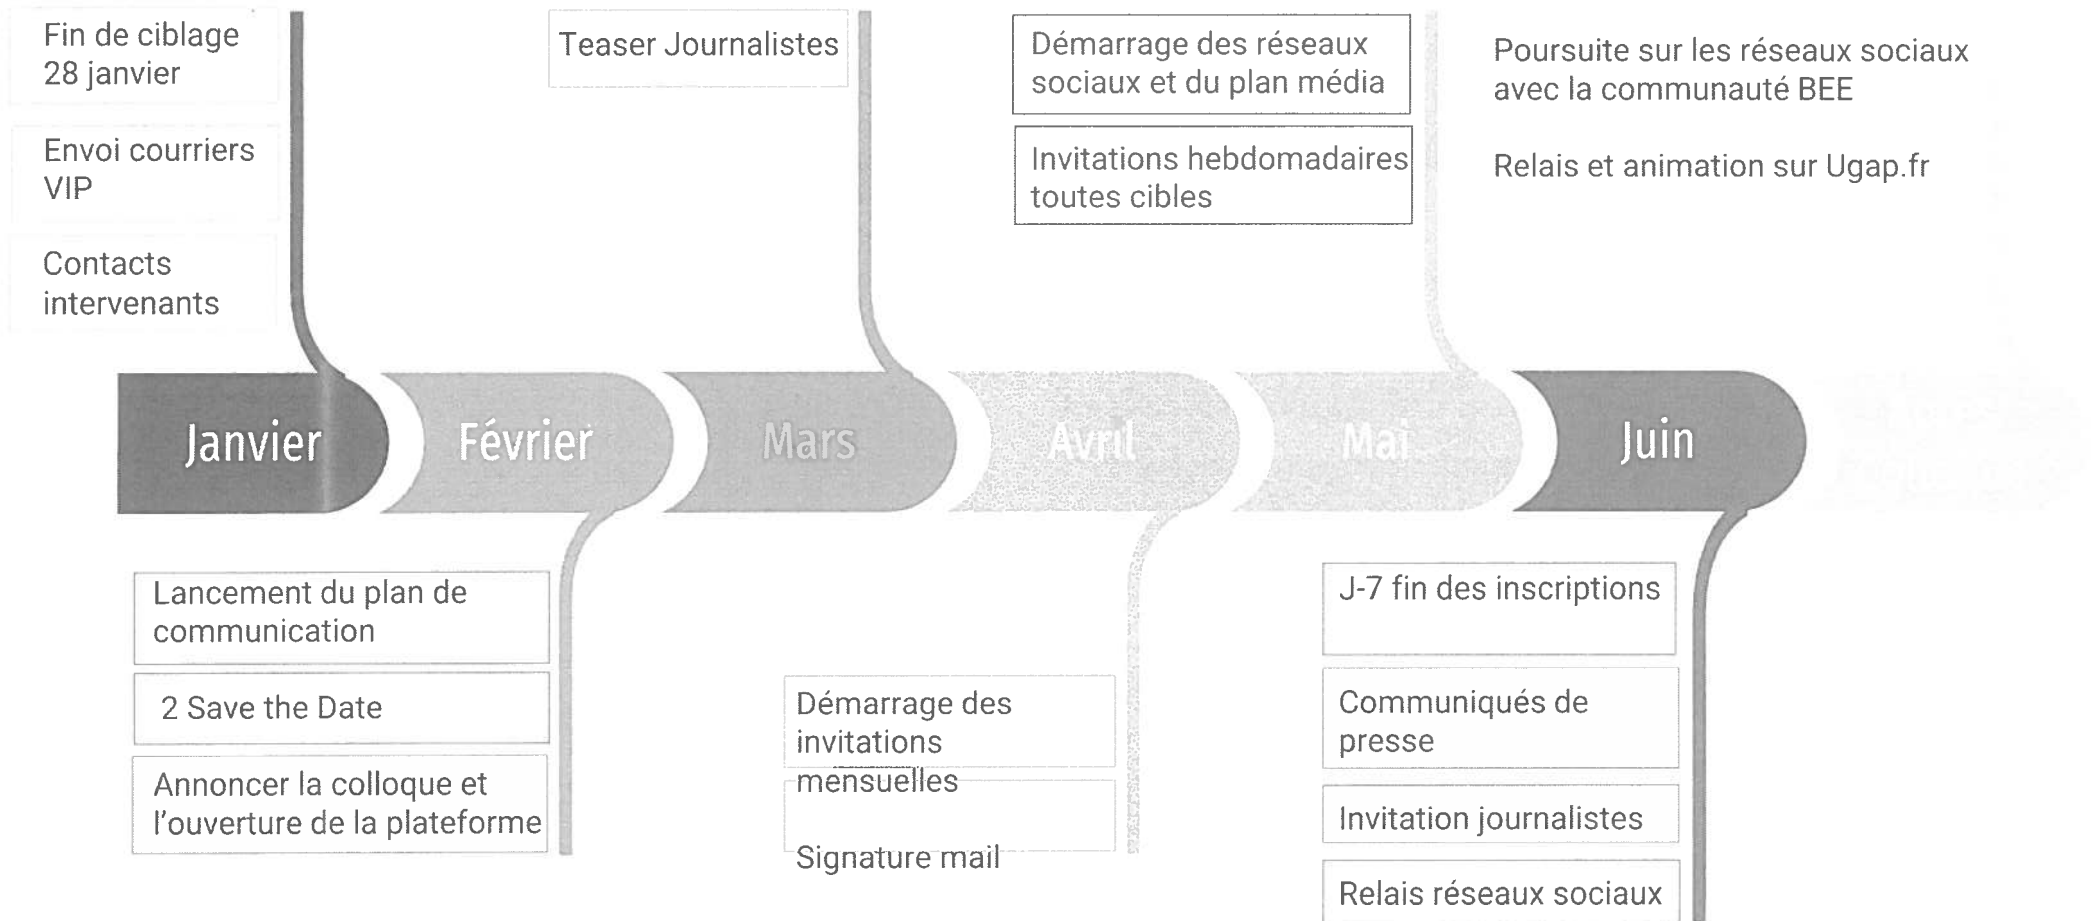 Fin de ciblage
28 janvier
Envoi courriers
VIP
Contacts
intervenants
Teaser Journalistes
Démarrage des réseaux
sociaux et du plan média
Invitations hebdomadaires
toutes cibles
Poursuite sur les réseaux sociaux
avec la communauté BEE
Relais et animation sur Ugap.fr
Janvier
Février
Mars
Avril
Mai
Juin
Lancement du plan de
communication
2 Save the Date
Annoncer la colloque et
l'ouverture de la plateforme
Démarrage des
invitations
mensuelles
Signature mail
J-7 fin des inscriptions
Communiqués de
presse
Invitation journalistes
Relais réseaux sociaux